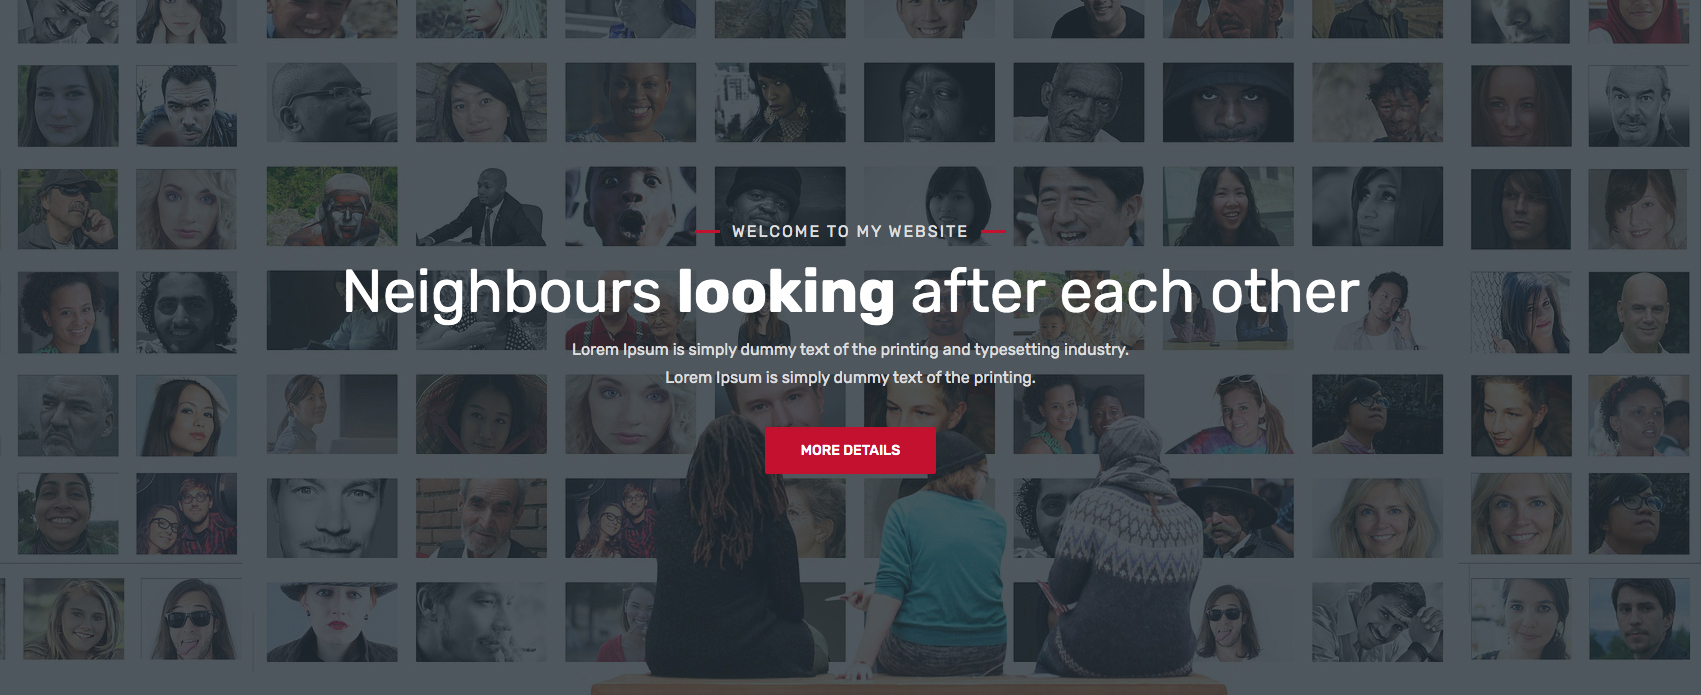 WELCOME TO MY WEBSITE
Neighbours looking after each other
Lorem Ipsum is simply dummy text of the printing and typesetting industry.
Lorem Ipsum is simply dummy text of the printing.
MORE DETAILS